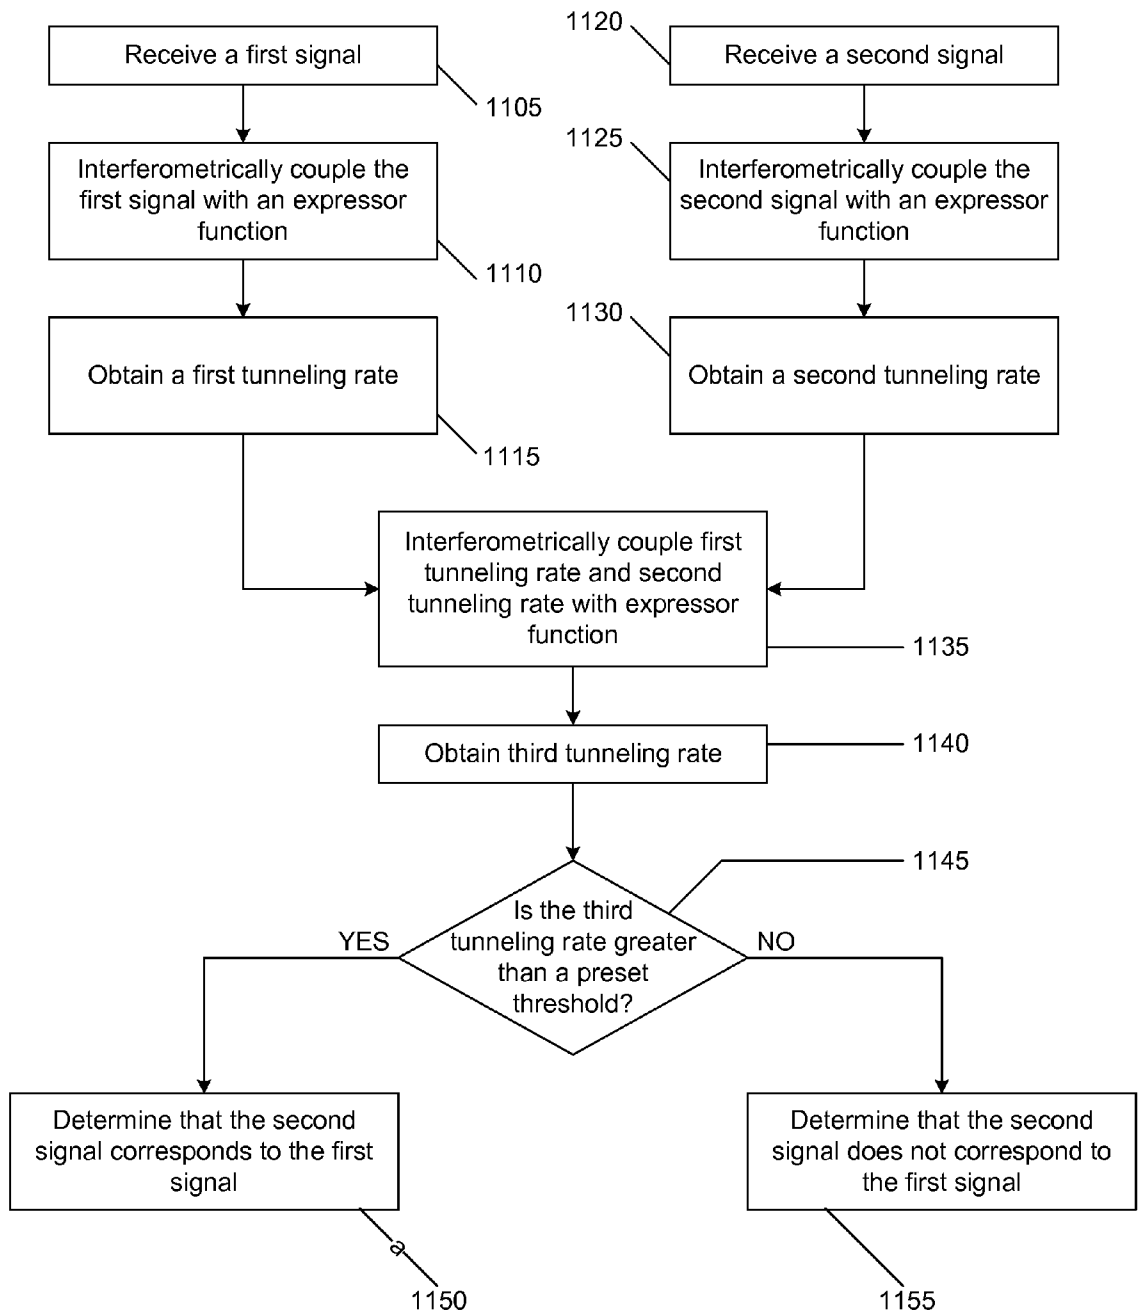 Receive a first signal
1105
Interferometrically couple the
first signal with an expressor
function
1110
Obtain a first tunneling rate
1115
1120
Receive a second signal
1125
Interferometrically couple the
second signal with an expressor
function
1130
Obtain a second tunneling rate
Interferometrically couple first
tunneling rate and second
tunneling rate with expressor
function
1135
Obtain third tunneling rate
1140
1145
Is the third
tunneling rate greater
than a preset
threshold?
YES
NO
Determine that the second
signal corresponds to the first
signal
a
1150
Determine that the second
signal does not correspond to
the first signal
1155